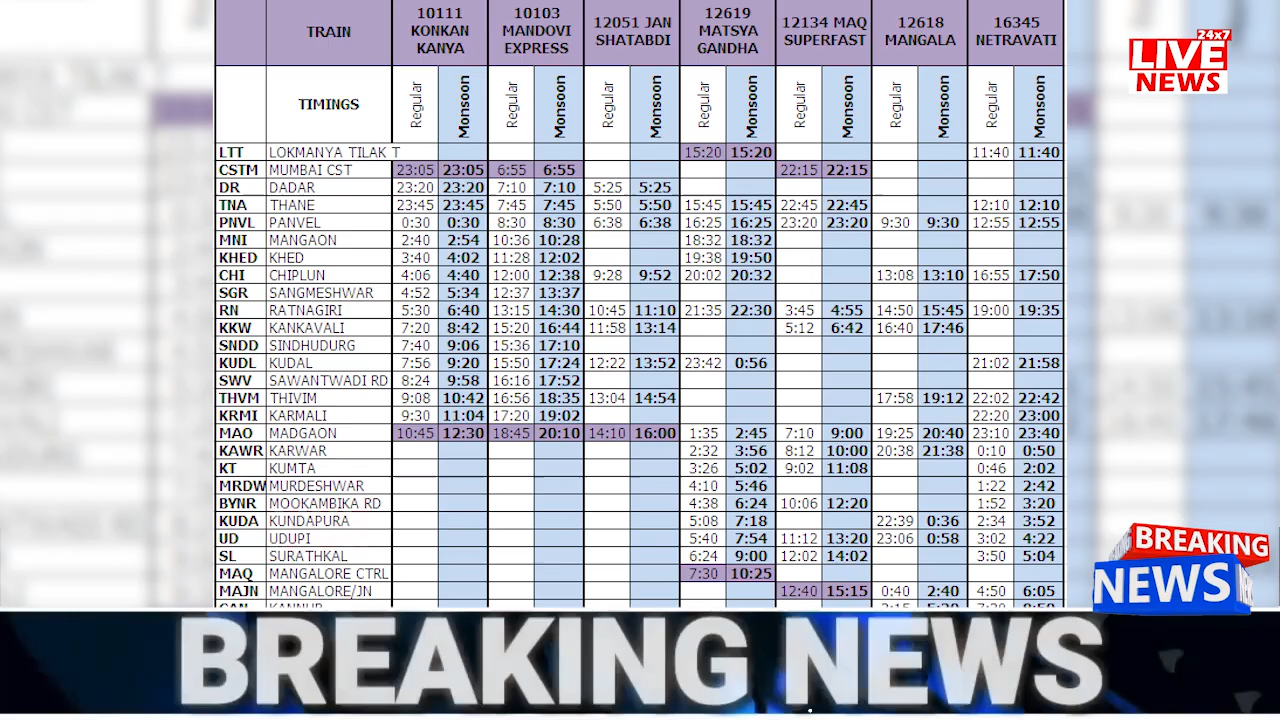 TRAIN 10111 KONKAN KANYA 10103 MANDOVI EXPRESS 12051 JAN SHATABDI 12619 MATSYA GANDHA 12134 MAQ SUPERFAST 12618 MANGALA 16345 NETRAVATI
24x7
LIVE
NEWS
TIMINGS Regular Monsoon Regular Monsoon Regular Monsoon Regular Monsoon Regular Monsoon Regular Monsoon Regular Monsoon
LTT LOKMANYA TILAK T 15:20 15:20 11:40 11:40
CSTM MUMBAI CST 23:05 23:05 6:55 6:55 22:15 22:15
DR DADAR 23:20 23:20 7:10 7:10 5:25 5:25
TNA THANE 23:45 23:45 7:45 7:45 5:50 5:50 15:45 15:45 22:45 22:45 12:10 12:10
PNVL PANVEL 0:30 0:30 8:30 8:30 6:38 6:38 16:25 16:25 23:20 23:20 9:30 9:30 12:55 12:55
MNI MANGAON 2:40 2:54 10:36 10:28 18:32 18:32
KHED KHED 3:40 4:02 11:28 12:02 19:38 19:50
CHI CHIPLUN 4:06 4:40 12:00 12:38 9:28 9:52 20:02 20:32 13:08 13:10 16:55 17:50
SGR SANGMESHWAR 4:52 5:34 12:37 13:37
RN RATNAGIRI 5:30 6:40 13:15 14:30 10:45 11:10 21:35 22:30 3:45 4:55 14:50 15:45 19:00 19:35
KKW KANKAVALI 7:20 8:42 15:20 16:44 11:58 13:14 5:12 6:42 16:40 17:46
SNDD SINDHUDURG 7:40 9:06 15:36 17:10
KUDL KUDAL 7:56 9:20 15:50 17:24 12:22 13:52 23:42 0:56 21:02 21:58
SWV SAWANTWADI RD 8:24 9:58 16:16 17:52
THVM THIVIM 9:08 10:42 16:56 18:35 13:04 14:54 17:58 19:12 22:02 22:42
KRMI KARMALI 9:30 11:04 17:20 19:02 22:20 23:00
MAO MADGAON 10:45 12:30 18:45 20:10 14:10 16:00 1:35 2:45 7:10 9:00 19:25 20:40 23:10 23:40
KAWR KARWAR 2:32 3:56 8:12 10:00 20:38 21:38 0:10 0:50
KT KUMTA 3:26 5:02 9:02 11:08 0:46 2:02
MRDW MURDESHWAR 4:10 5:46 1:22 2:42
BYNR MOOKAMBIKA RD 4:38 6:24 10:06 12:20 1:52 3:20
KUDA KUNDAPURA 5:08 7:18 22:39 0:36 2:34 3:52
UD UDUPI 5:40 7:54 11:12 13:20 23:06 0:58 3:02 4:22
SL SURATHKAL 6:24 9:00 12:02 14:02 3:50 5:04
MAQ MANGALORE CTRL 7:30 10:25
MAJN MANGALORE/JN 12:40 15:15 0:40 2:40 4:50 6:05
BREAKING
NEWS
BREAKING NEWS